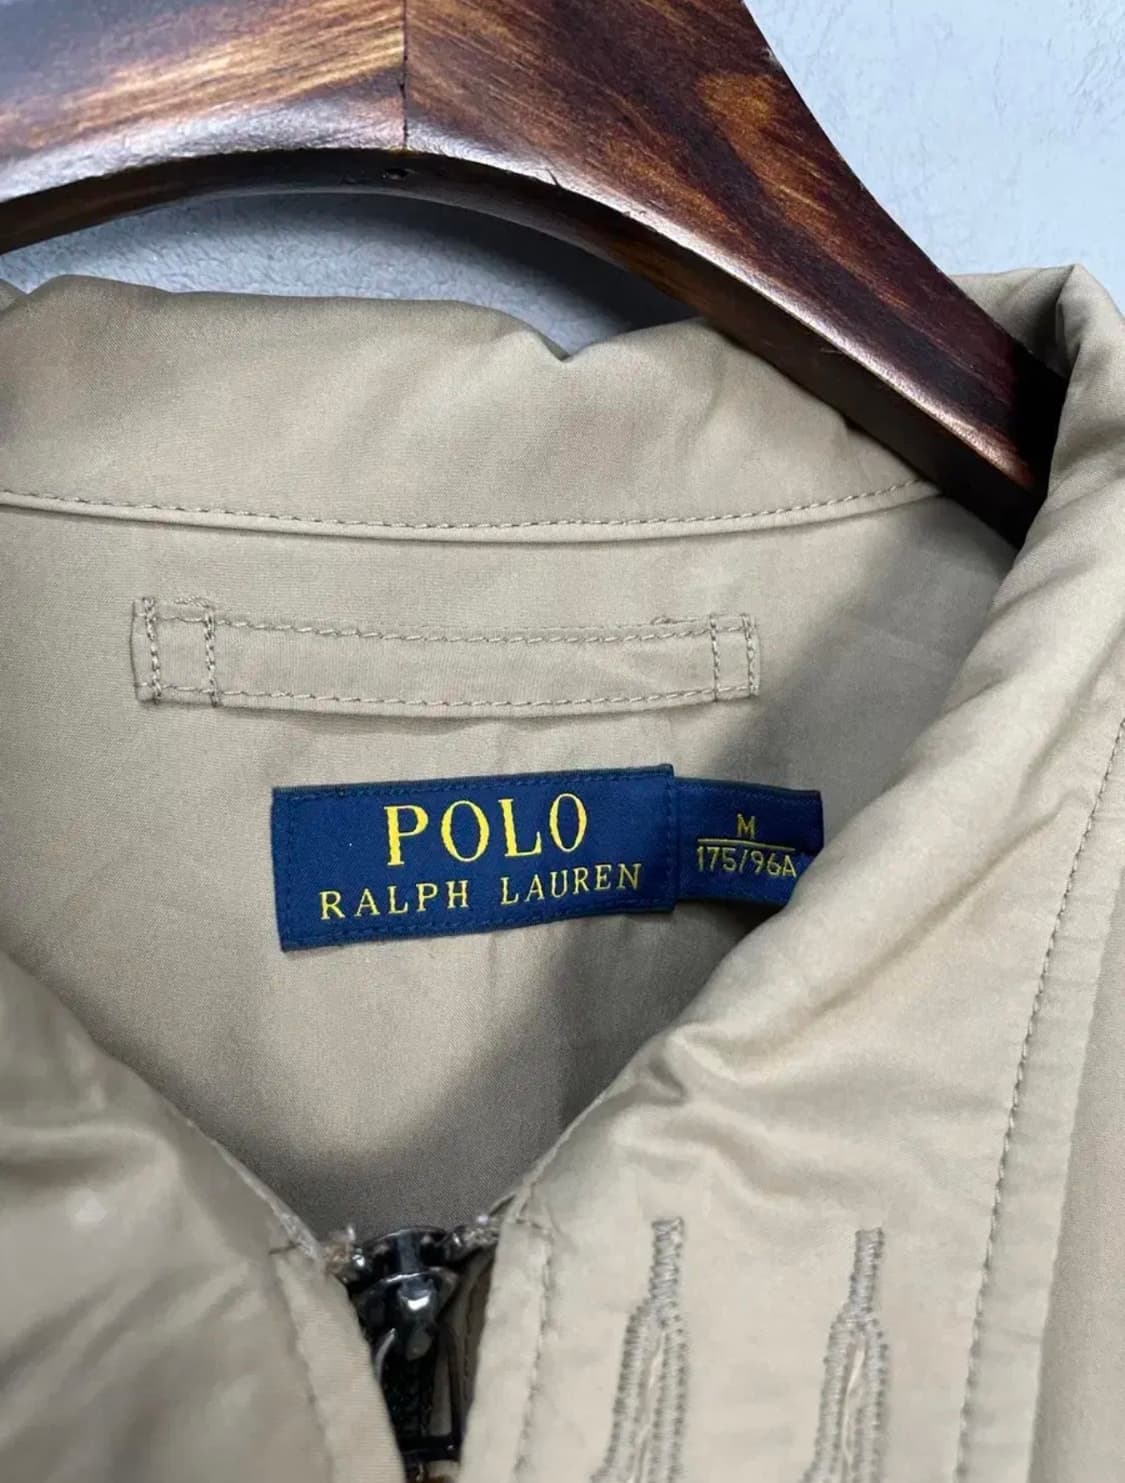 POLO
RALPH LAUREN
M
175/96A